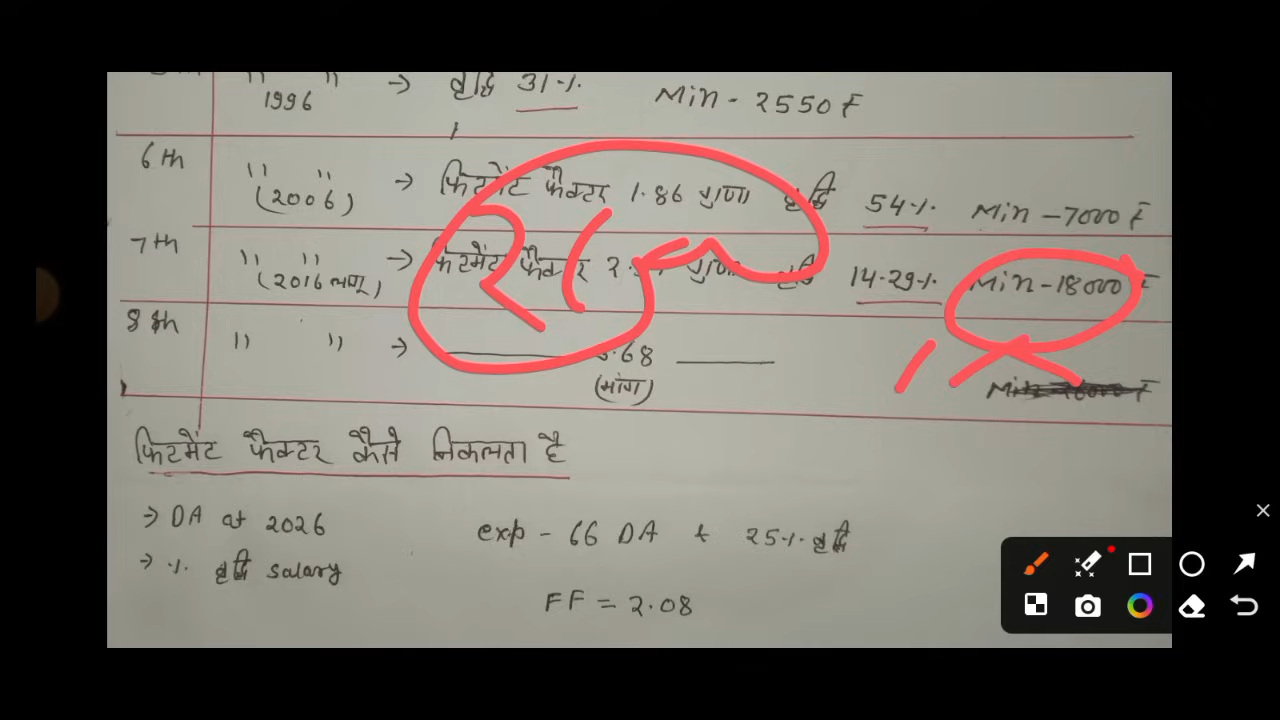 '' '' → वृद्धि 31% Min - 2550 ₹
1996
6th '' '' → फिटमेंट फैक्टर 1.86 गुणा वृद्धि 54% Min - 7000 ₹
(2006)
7th '' '' → फिटमेंट फैक्टर गुणा वृद्धि 14.29% Min - 18000 ₹
(2016 लागू)
8th '' '' → .68
(मांग)
Min ₹
फिटमेंट फैक्टर कैसे निकलता है
→ DA at 2026 exp - 66 DA + 25% वृद्धि
→ % वृद्धि salary
FF = 2.08